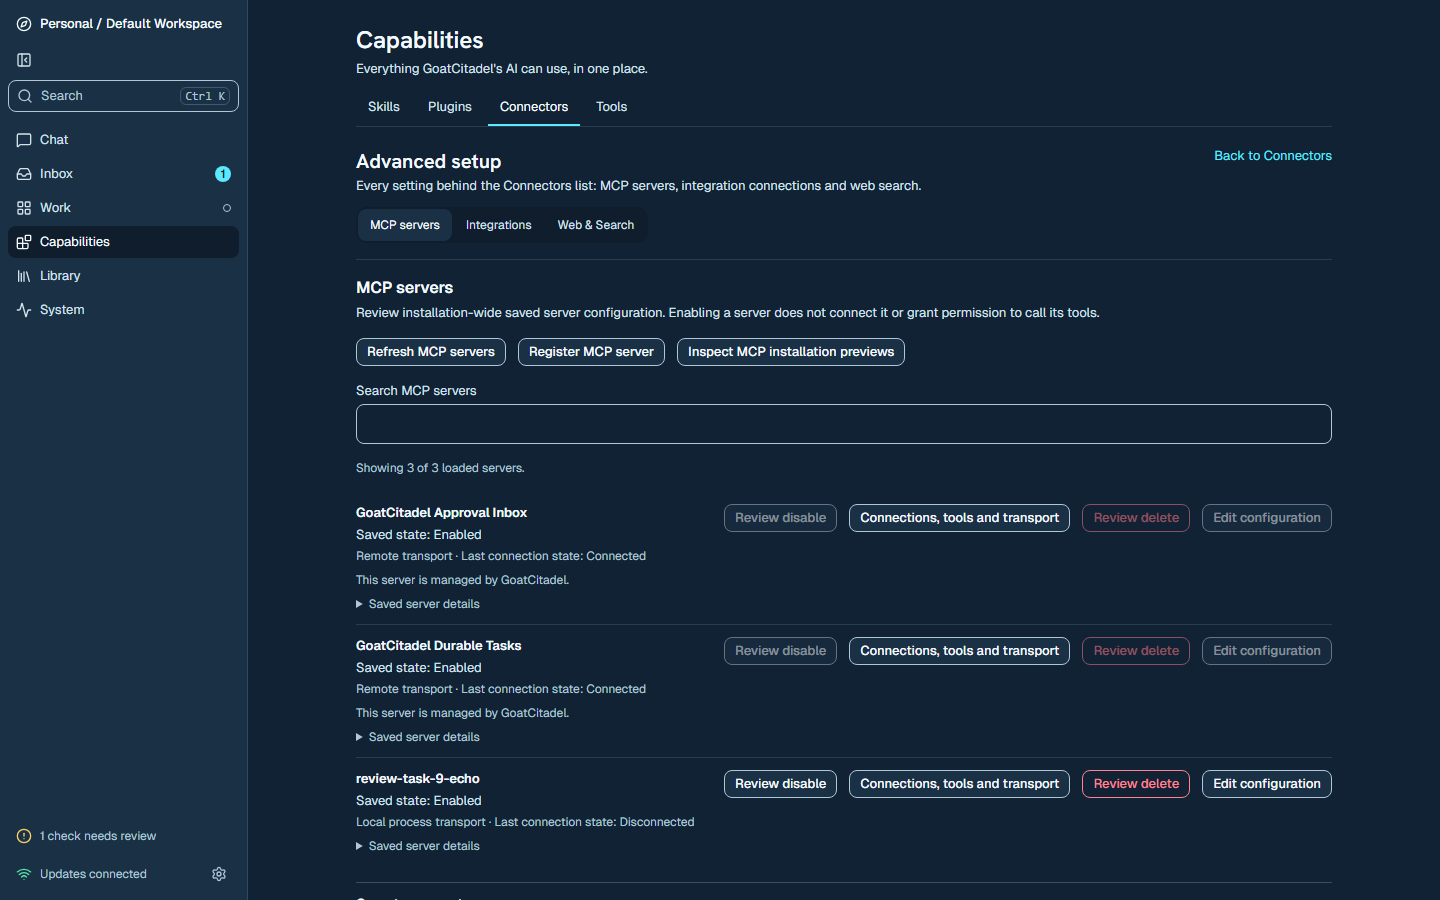 Personal / Default Workspace
Search Ctrl K
Chat
Inbox 1
Work
Capabilities
Library
System
1 check needs review
Updates connected
Capabilities
Everything GoatCitadel's AI can use, in one place.
Skills Plugins Connectors Tools
Advanced setup Back to Connectors
Every setting behind the Connectors list: MCP servers, integration connections and web search.
MCP servers Integrations Web & Search
MCP servers
Review installation-wide saved server configuration. Enabling a server does not connect it or grant permission to call its tools.
Refresh MCP servers Register MCP server Inspect MCP installation previews
Search MCP servers
Showing 3 of 3 loaded servers.
GoatCitadel Approval Inbox Review disable Connections, tools and transport Review delete Edit configuration
Saved state: Enabled
Remote transport · Last connection state: Connected
This server is managed by GoatCitadel.
Saved server details
GoatCitadel Durable Tasks Review disable Connections, tools and transport Review delete Edit configuration
Saved state: Enabled
Remote transport · Last connection state: Connected
This server is managed by GoatCitadel.
Saved server details
review-task-9-echo Review disable Connections, tools and transport Review delete Edit configuration
Saved state: Enabled
Local process transport · Last connection state: Disconnected
Saved server details